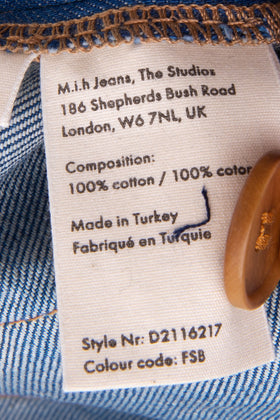 M.i.h Jeans, The Studios
186 Shepherds Bush Road
London, W6 7NL, UK
Composition:
100% cotton / 100% coton
Made in Turkey
Fabriqué en Turquie
Style Nr: D2116217
Colour code: FSB